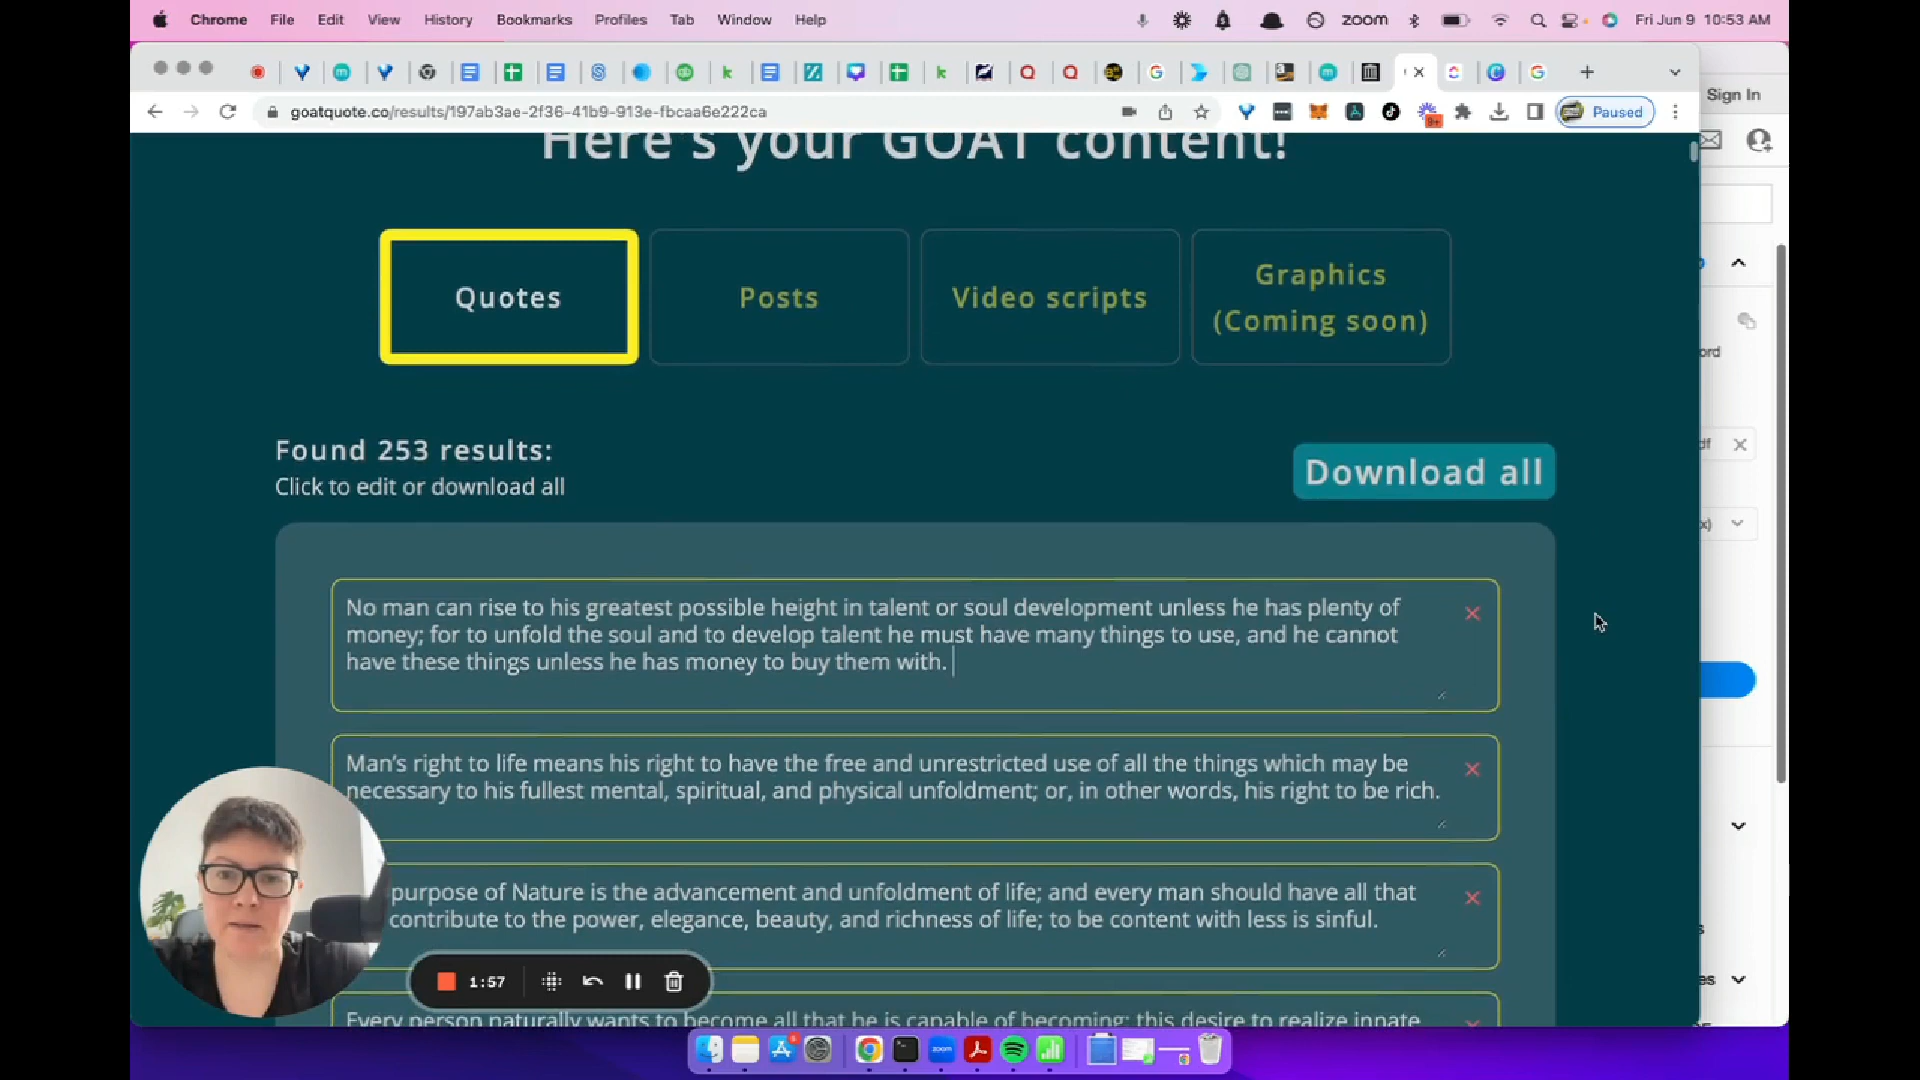 Chrome File Edit View History Bookmarks Profiles Tab Window Help
zoom
Fri Jun 9 10:53 AM
goatquote.co/results/197ab3ae-2f36-41b9-913e-fbcaa6e222ca
9+
Paused
Sign In
Here's your GOAT content!
Quotes
Posts
Video scripts
Graphics
(Coming soon)
Found 253 results:
Click to edit or download all
Download all
No man can rise to his greatest possible height in talent or soul development unless he has plenty of
money; for to unfold the soul and to develop talent he must have many things to use, and he cannot
have these things unless he has money to buy them with.
Man's right to life means his right to have the free and unrestricted use of all the things which may be
necessary to his fullest mental, spiritual, and physical unfoldment; or, in other words, his right to be rich.
purpose of Nature is the advancement and unfoldment of life; and every man should have all that
contribute to the power, elegance, beauty, and richness of life; to be content with less is sinful.
Every person naturally wants to become all that he is capable of becoming; this desire to realize innate
1:57
zoom